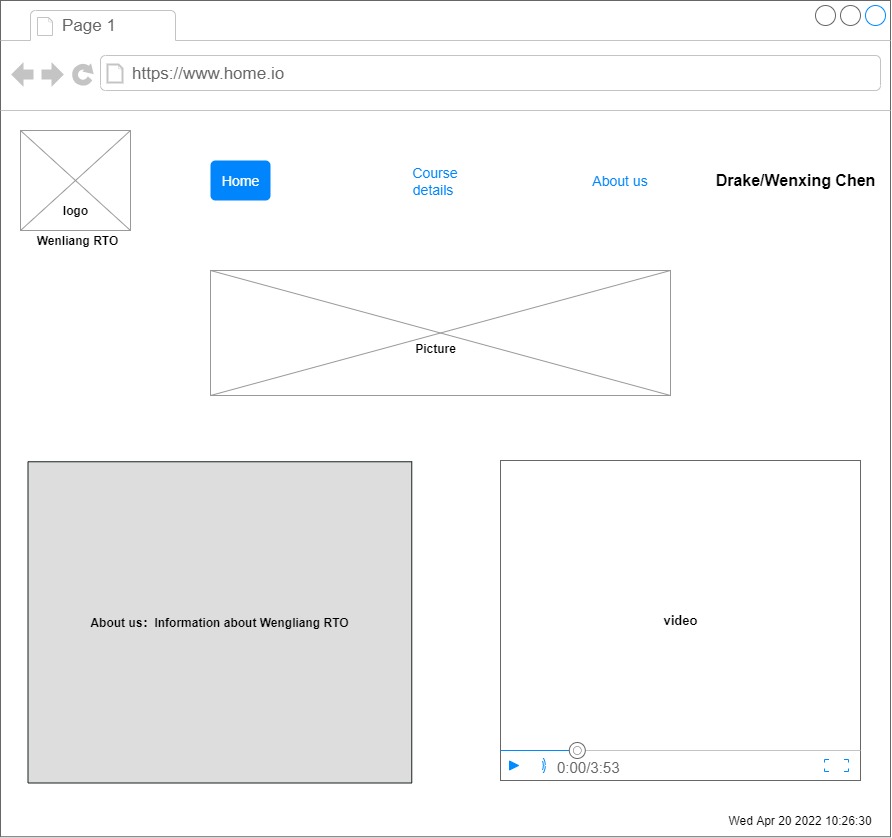 Page 1
https://www.home.io
logo
Wenliang RTO
Home
Course
details
About us
Drake/Wenxing Chen
Picture
About us:  Information about Wengliang RTO
video
0:00/3:53
Wed Apr 20 2022 10:26:30